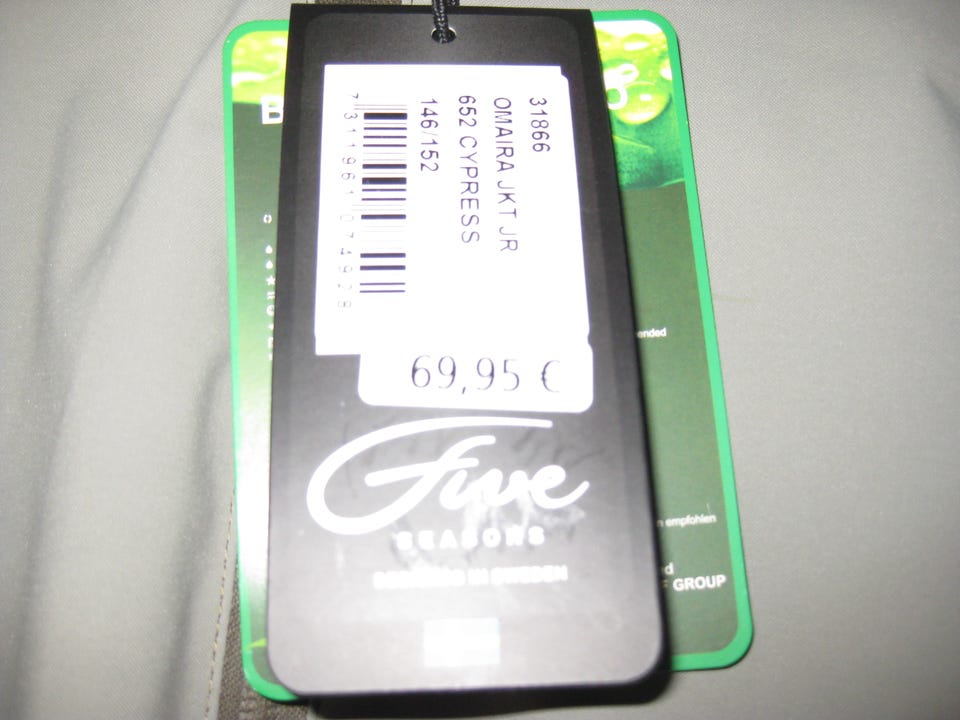 31866
OMAIRA JKT JR
652 CYPRESS
146/152
7 311961 074928
69,95 €
Five
SEASONS
IN SWEDEN
B
ended
empfohlen
GROUP